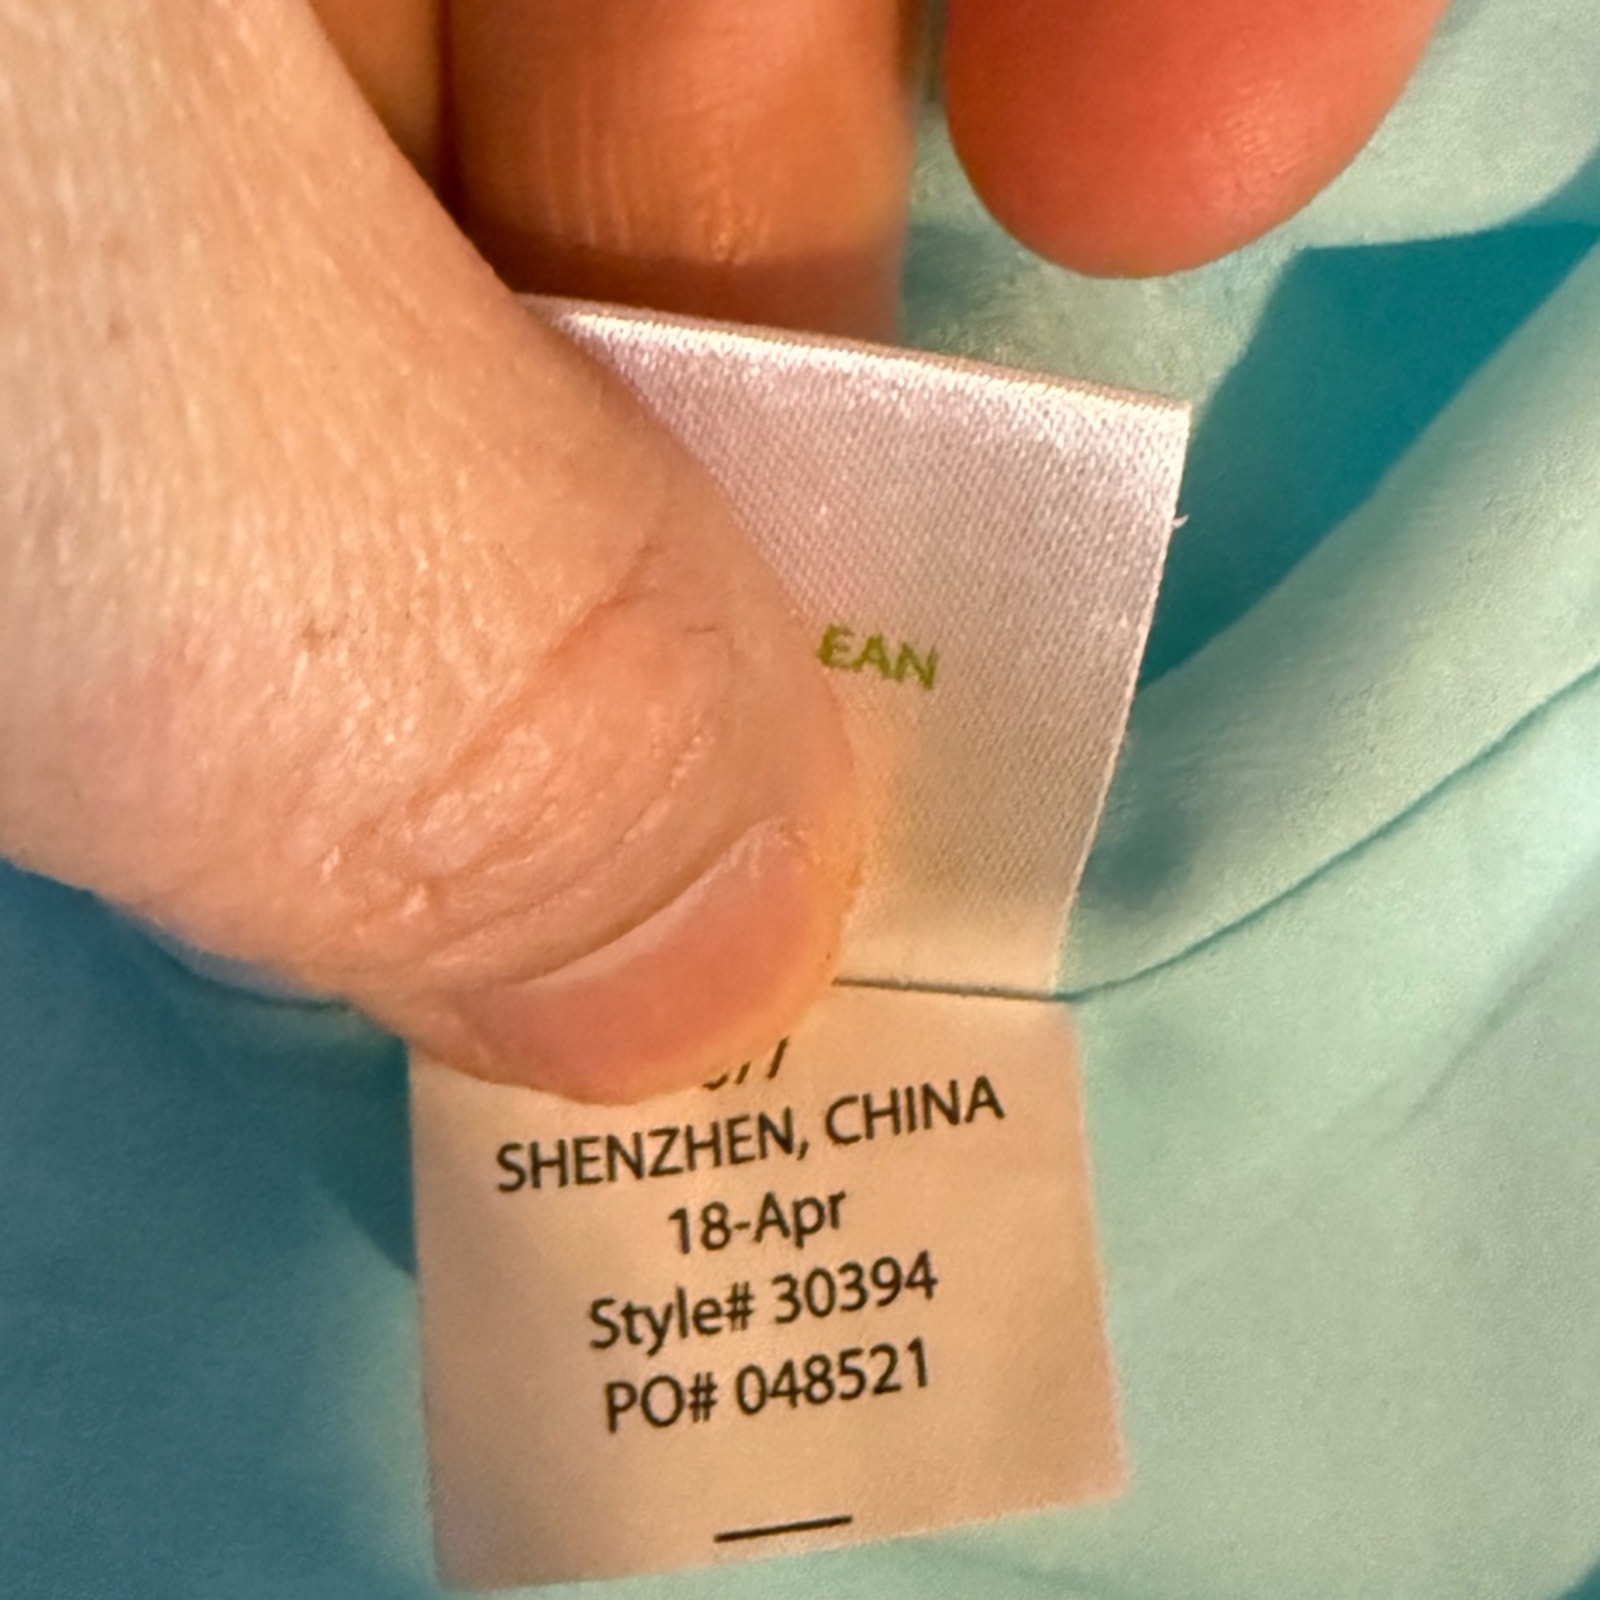 EAN
SHENZHEN, CHINA
18-Apr
Style# 30394
PO# 048521